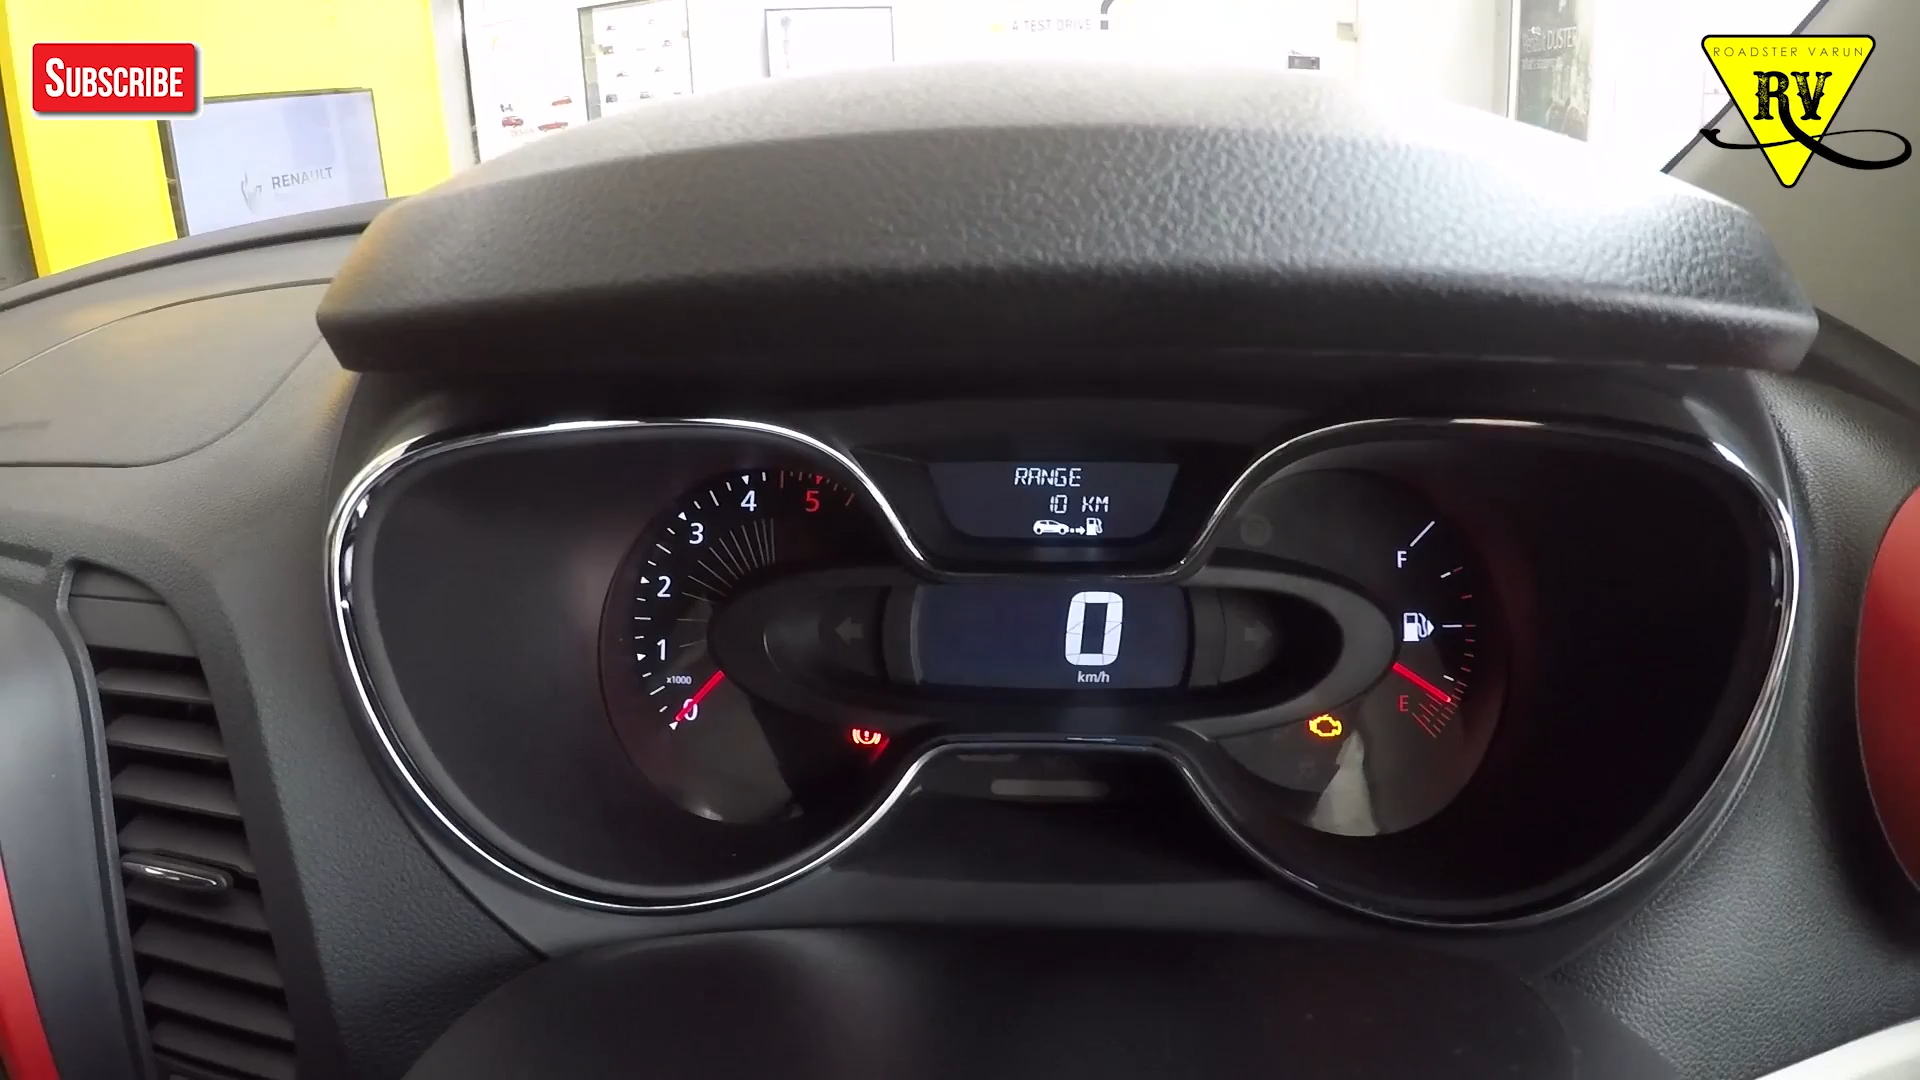 SUBSCRIBE
A TEST DRIVE ?
DUSTER
ROADSTER VARUN
RV
RENAULT
RANGE
10 KM
0
km/h
5
4
3
2
1
x1000
0
F
E